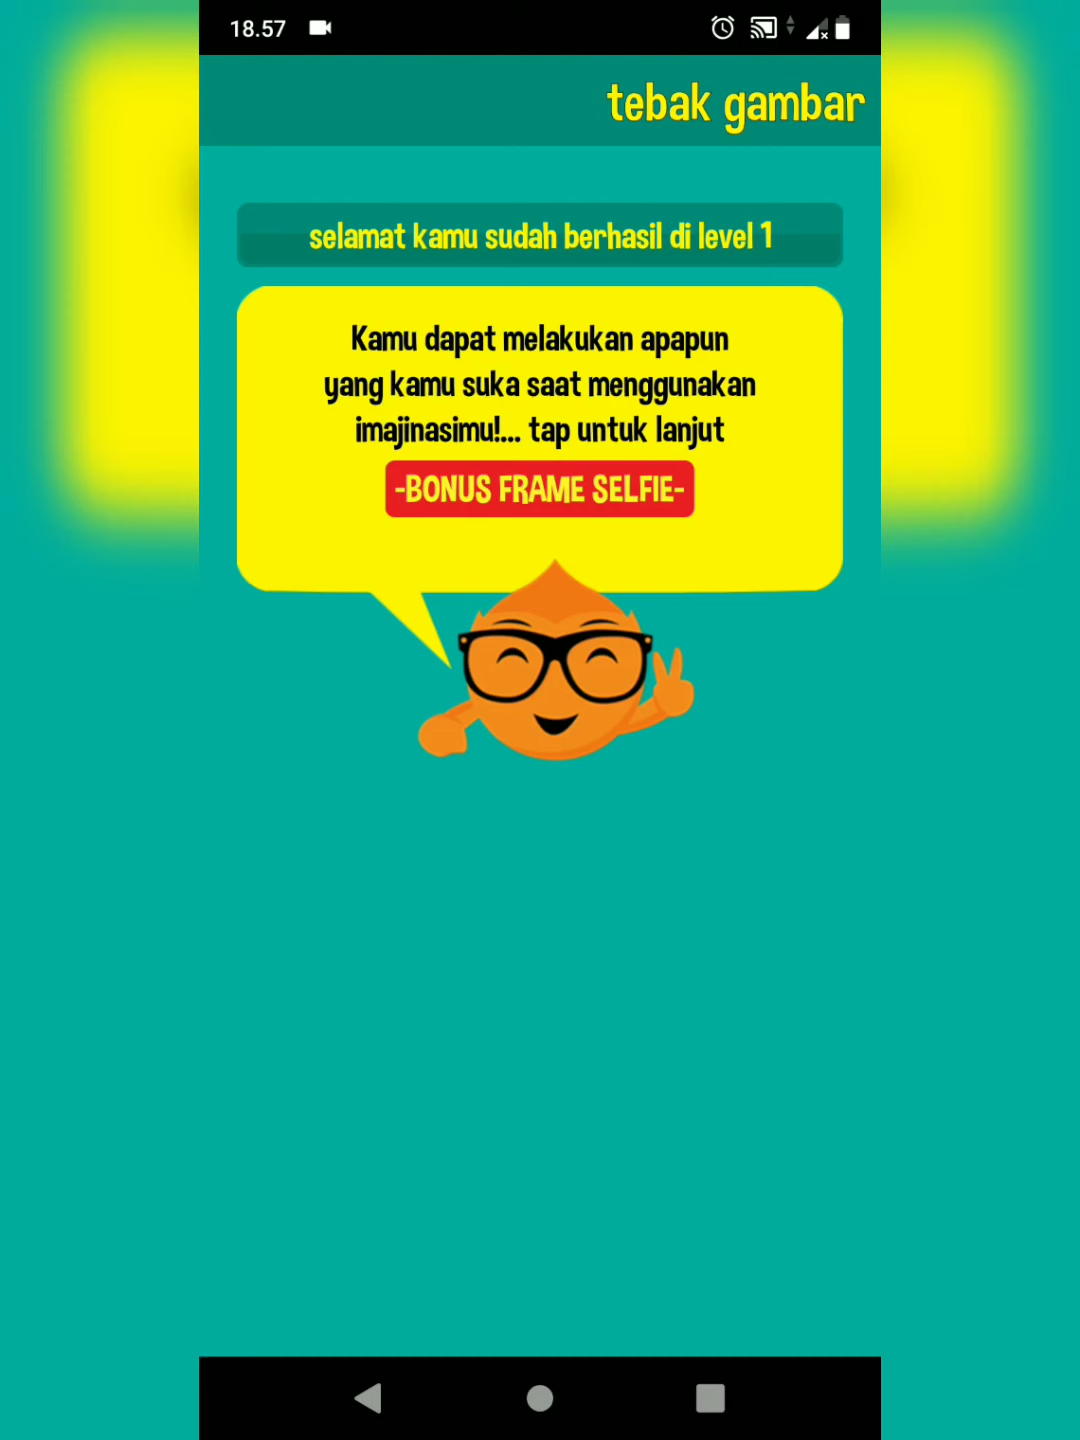 18.57
tebak gambar
selamat kamu sudah berhasil di level 1
Kamu dapat melakukan apapun
yang kamu suka saat menggunakan
imajinasimu!... tap untuk lanjut
-BONUS FRAME SELFIE-